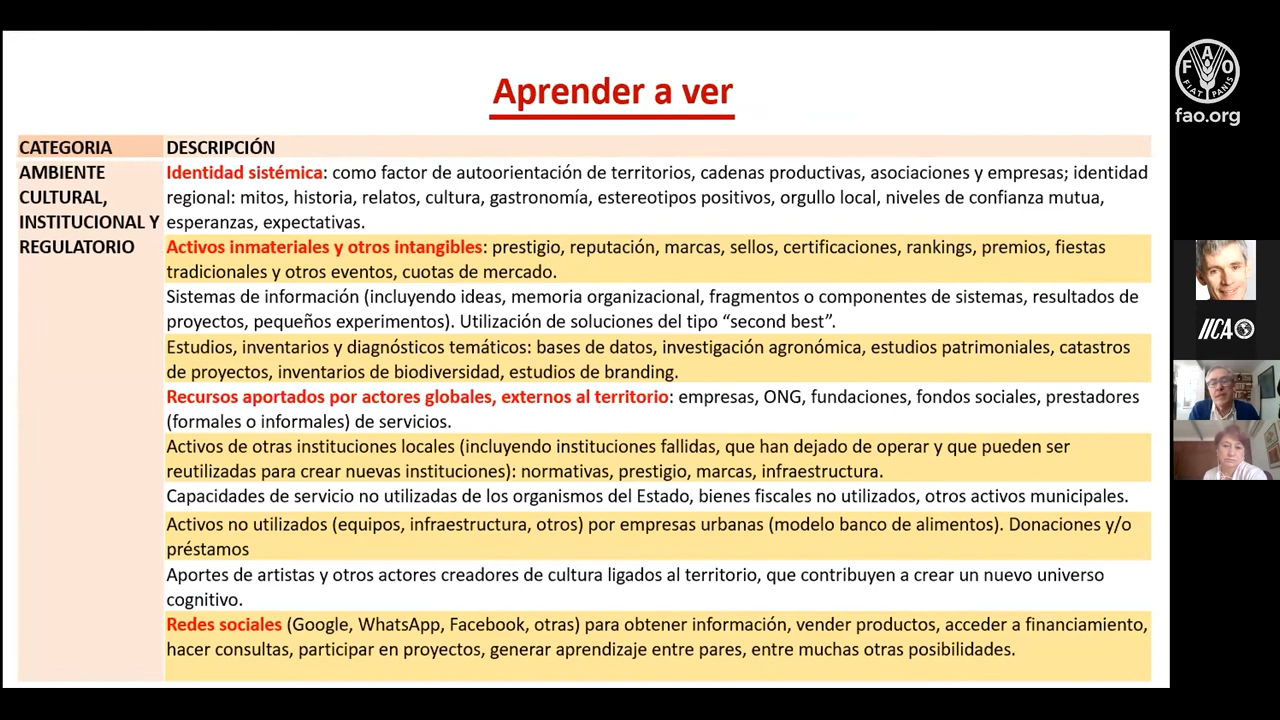 Aprender a ver
CATEGORIA
DESCRIPCIÓN
AMBIENTE
CULTURAL,
INSTITUCIONAL Y
REGULATORIO
Identidad sistémica: como factor de autoorientación de territorios, cadenas productivas, asociaciones y empresas; identidad
regional: mitos, historia, relatos, cultura, gastronomía, estereotipos positivos, orgullo local, niveles de confianza mutua,
esperanzas, expectativas.
Activos inmateriales y otros intangibles: prestigio, reputación, marcas, sellos, certificaciones, rankings, premios, fiestas
tradicionales y otros eventos, cuotas de mercado.
Sistemas de información (incluyendo ideas, memoria organizacional, fragmentos o componentes de sistemas, resultados de
proyectos, pequeños experimentos). Utilización de soluciones del tipo “second best”.
Estudios, inventarios y diagnósticos temáticos: bases de datos, investigación agronómica, estudios patrimoniales, catastros
de proyectos, inventarios de biodiversidad, estudios de branding.
Recursos aportados por actores globales, externos al territorio: empresas, ONG, fundaciones, fondos sociales, prestadores
(formales o informales) de servicios.
Activos de otras instituciones locales (incluyendo instituciones fallidas, que han dejado de operar y que pueden ser
reutilizadas para crear nuevas instituciones): normativas, prestigio, marcas, infraestructura.
Capacidades de servicio no utilizadas de los organismos del Estado, bienes fiscales no utilizados, otros activos municipales.
Activos no utilizados (equipos, infraestructura, otros) por empresas urbanas (modelo banco de alimentos). Donaciones y/o
préstamos
Aportes de artistas y otros actores creadores de cultura ligados al territorio, que contribuyen a crear un nuevo universo
cognitivo.
Redes sociales (Google, WhatsApp, Facebook, otras) para obtener información, vender productos, acceder a financiamiento,
hacer consultas, participar en proyectos, generar aprendizaje entre pares, entre muchas otras posibilidades.
FAO
FIAT PANIS
fao.org
IICA